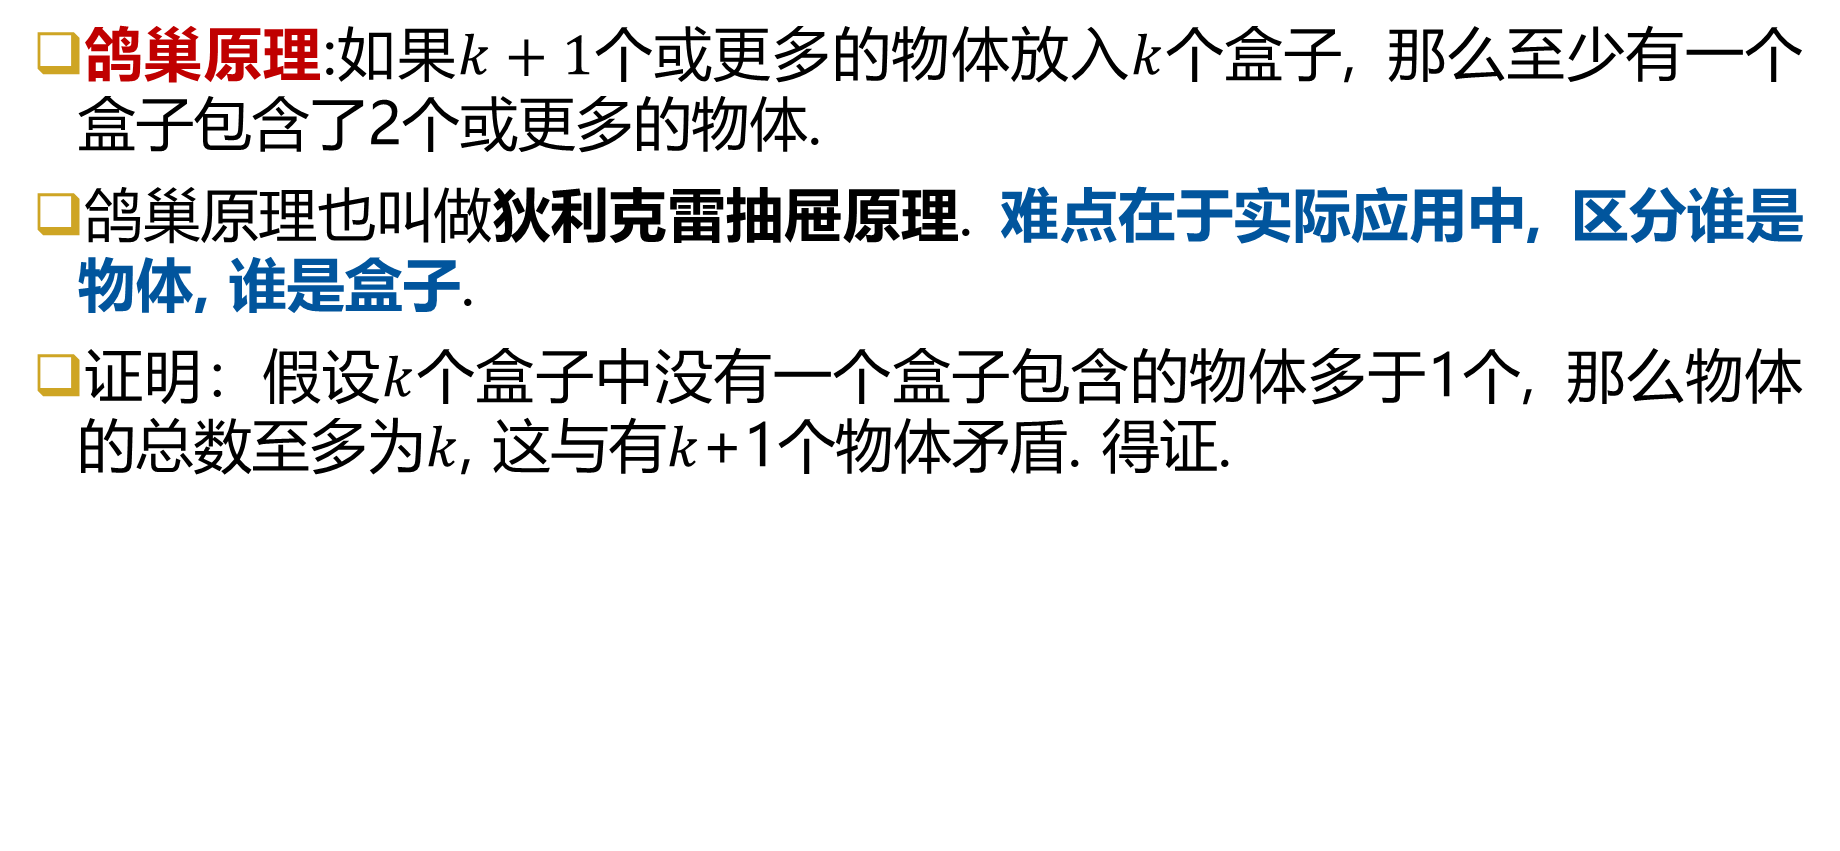 ❑鸽巢原理:如果k + 1个或更多的物体放入k个盒子, 那么至少有一个
盒子包含了2个或更多的物体.
❑鸽巢原理也叫做狄利克雷抽屉原理. 难点在于实际应用中, 区分谁是
物体, 谁是盒子.
❑证明：假设k个盒子中没有一个盒子包含的物体多于1个, 那么物体
的总数至多为k, 这与有k+1个物体矛盾. 得证.